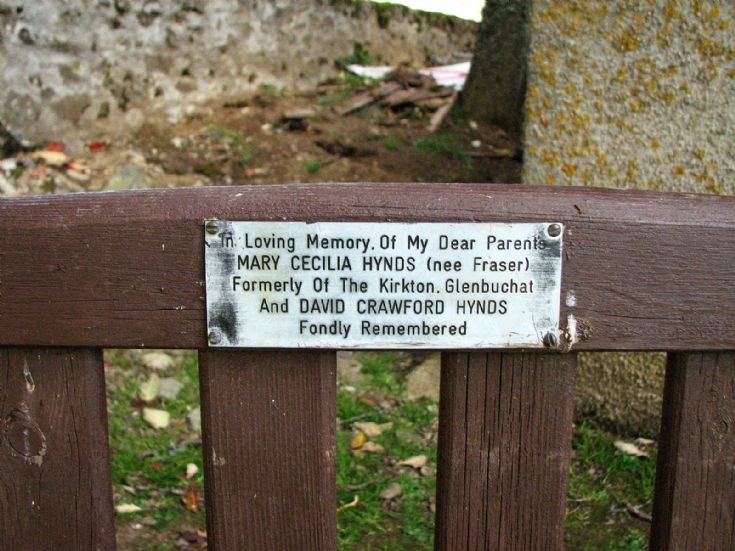 In Loving Memory. Of My Dear Parents
MARY CECILIA HYNDS (nee Fraser)
Formerly Of The Kirkton. Glenbuchat
And DAVID CRAWFORD HYNDS
Fondly Remembered